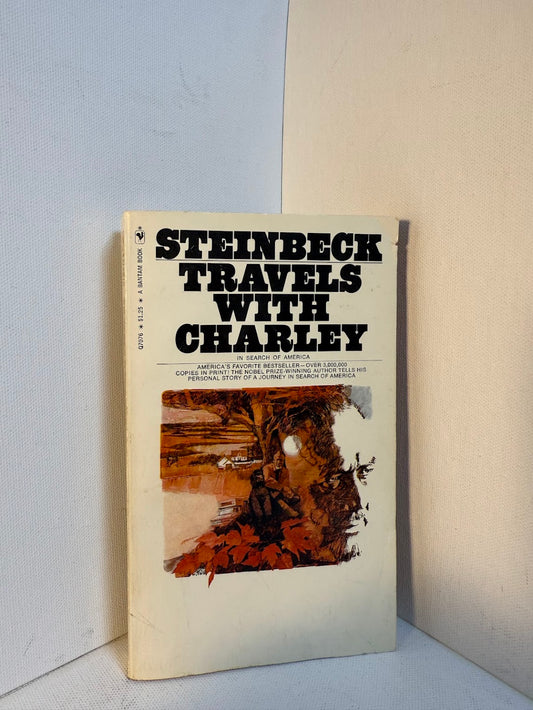 STEINBECK
TRAVELS
WITH
CHARLEY
IN SEARCH OF AMERICA
AMERICA'S FAVORITE BESTSELLER—OVER 3,000,000
COPIES IN PRINT! THE NOBEL PRIZE-WINNING AUTHOR TELLS HIS
PERSONAL STORY OF A JOURNEY IN SEARCH OF AMERICA
Q7076 * $1.25 * A BANTAM BOOK